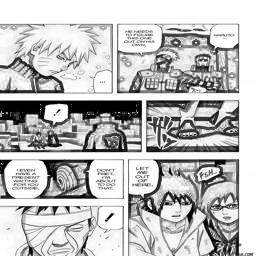 HE NEEDS
TO FIGURE
THIS ONE
OUT ON HIS
OWN.
NARUTO!
...!
I EVEN
HAVE A
PRESENT
WAITING
FOR YOU
OUTSIDE.
DON'T
FRET.
I'M
ABOUT TO
DO THAT.
LET ME
OUT OF
HERE.